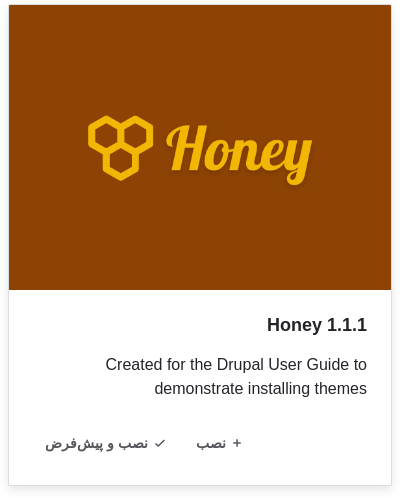 Honey
Honey 1.1.1
Created for the Drupal User Guide to
demonstrate installing themes
+ نصب ✓ نصب و پیش‌فرض